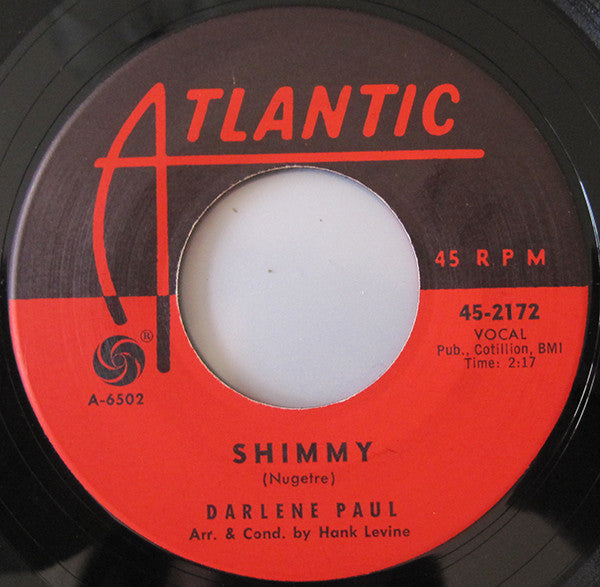 ATLANTIC
45 RPM
45-2172
VOCAL
Pub., Cotillion, BMI
Time: 2:17
®
A-6502
SHIMMY
(Nugetre)
DARLENE PAUL
Arr. & Cond. by Hank Levine